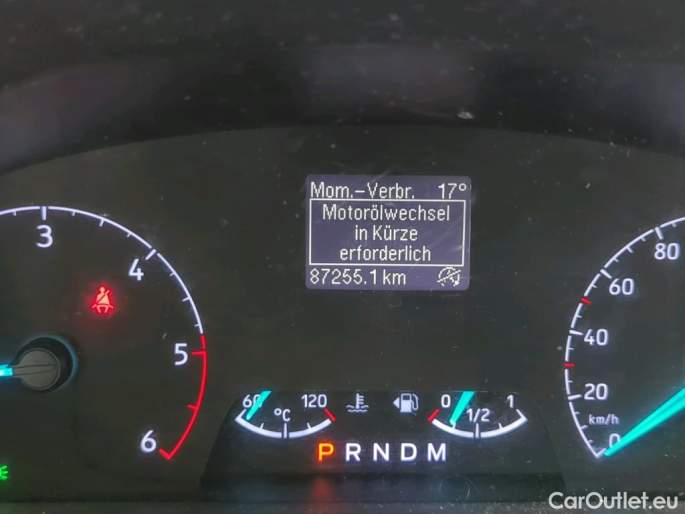 Mom.-Verbr. 17°
Motorölwechsel
in Kürze
erforderlich
87255.1 km
3
4
5
6
80
60
40
20
km/h
0
60 120
°C
0 1
1/2
P R N D M
CarOutlet.eu